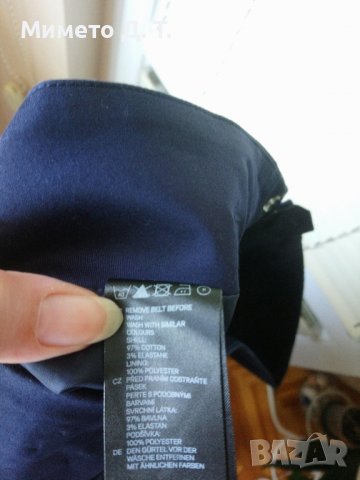 Мимето Д.Т.
REMOVE BELT BEFORE
WASH
WASH WITH SIMILAR
COLOURS
SHELL:
97% COTTON
3% ELASTANE
LINING:
100% POLYESTER
CZ PŘED PRANÍM ODSTRAŇTE
PÁSEK
PERTE S PODOBNÝMI
BARVAMI
SVRCHNÍ LÁTKA:
97% BAVLNA
3% ELASTAN
PODŠÍVKA:
100% POLYESTER
DE DEN GÜRTEL VOR DER
WÄSCHE ENTFERNEN
MIT ÄHNLICHEN FARBEN
BAZAR